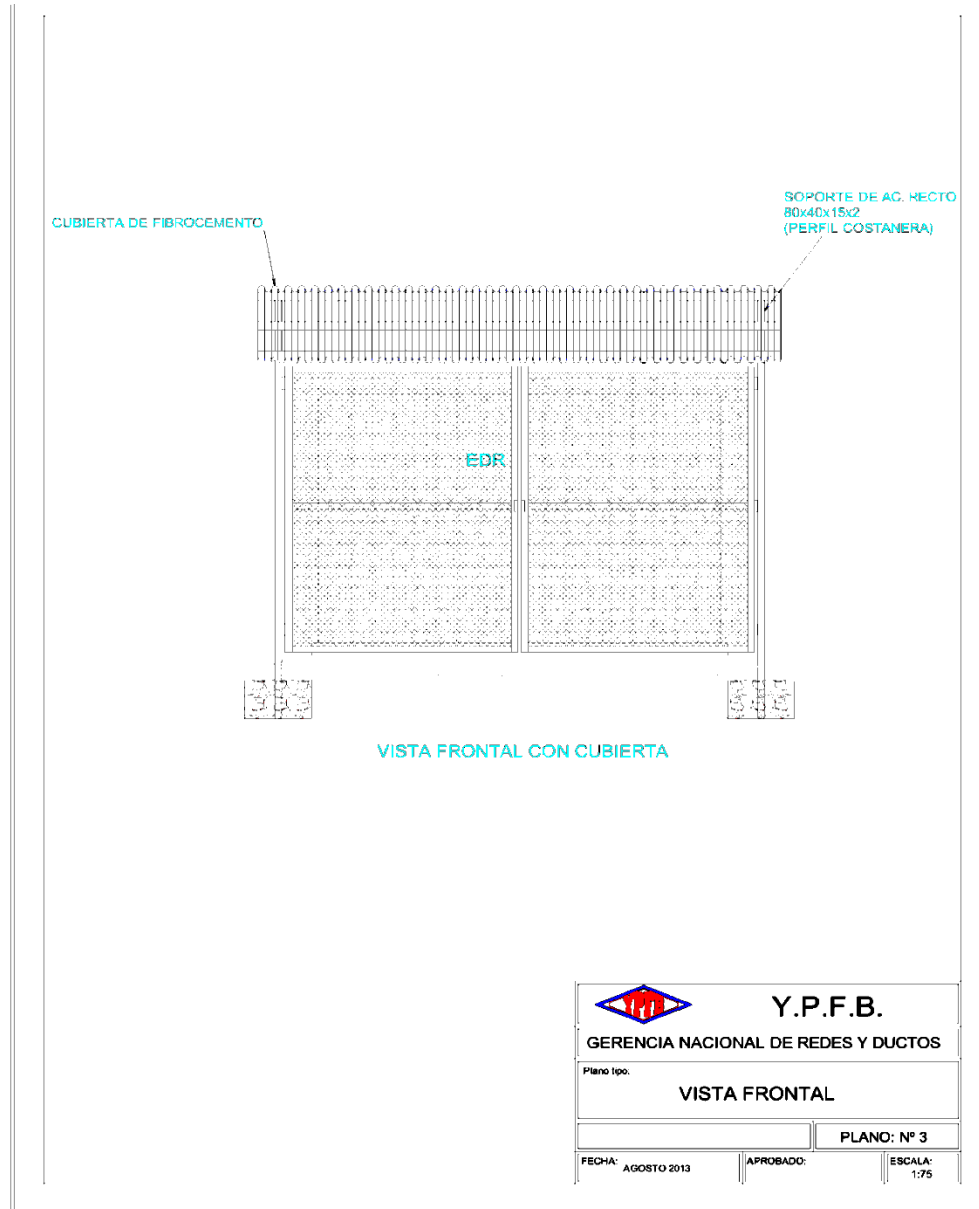 SOPORTE DE AC. RECTO
80x40x15x2
(PERFIL COSTANERA)
CUBIERTA DE FIBROCEMENTO
EDR
VISTA FRONTAL CON CUBIERTA
YPFB
Y.P.F.B.
GERENCIA NACIONAL DE REDES Y DUCTOS
Plano tipo:
VISTA FRONTAL
PLANO: Nº 3
FECHA: AGOSTO 2013
APROBADO:
ESCALA:
1:75